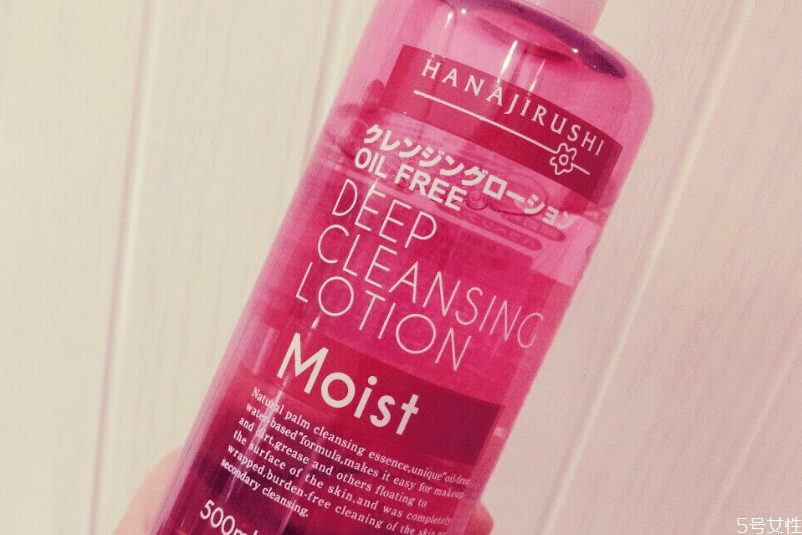 HANAJIRUSHI
クレンジングローション
OIL FREE
DEEP
CLEANSING
LOTION
Moist
Natural palm cleansing essence,unique"oil-free
water-based"formula,makes it easy for makeup
and dirt,grease and others floating to
the surface of the skin,and was completely
wrapped,burden-free cleaning of the skin
secondary cleansing.
500ml
5号女性